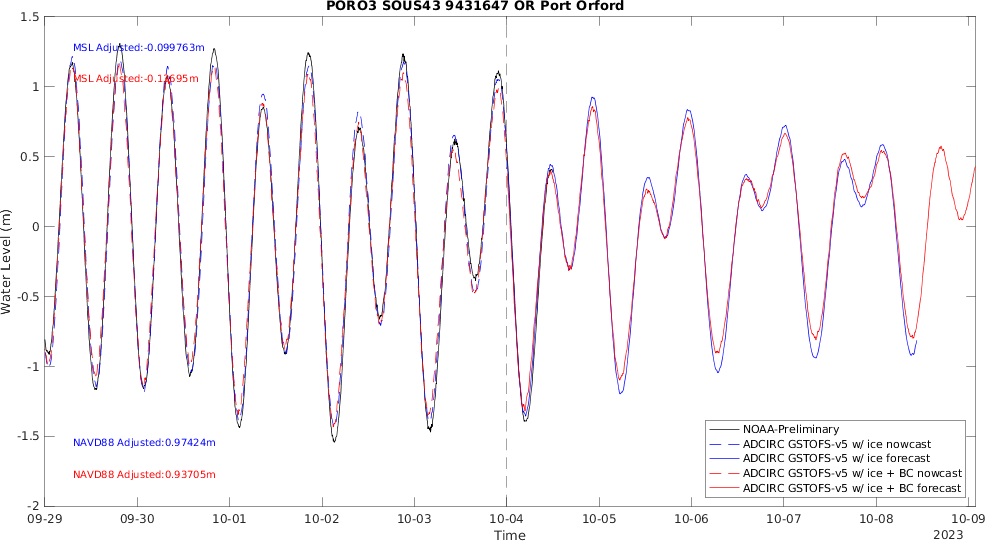 PORO3 SOUS43 9431647 OR Port Orford
1.5
1
0.5
0
-0.5
-1
-1.5
-2
Water Level (m)
MSL Adjusted:-0.099763m
MSL Adjusted:-0.13695m
NAVD88 Adjusted:0.97424m
NAVD88 Adjusted:0.93705m
NOAA-Preliminary
ADCIRC GSTOFS-v5 w/ ice nowcast
ADCIRC GSTOFS-v5 w/ ice forecast
ADCIRC GSTOFS-v5 w/ ice + BC nowcast
ADCIRC GSTOFS-v5 w/ ice + BC forecast
09-29 09-30 10-01 10-02 10-03 10-04 10-05 10-06 10-07 10-08 10-09
Time
2023